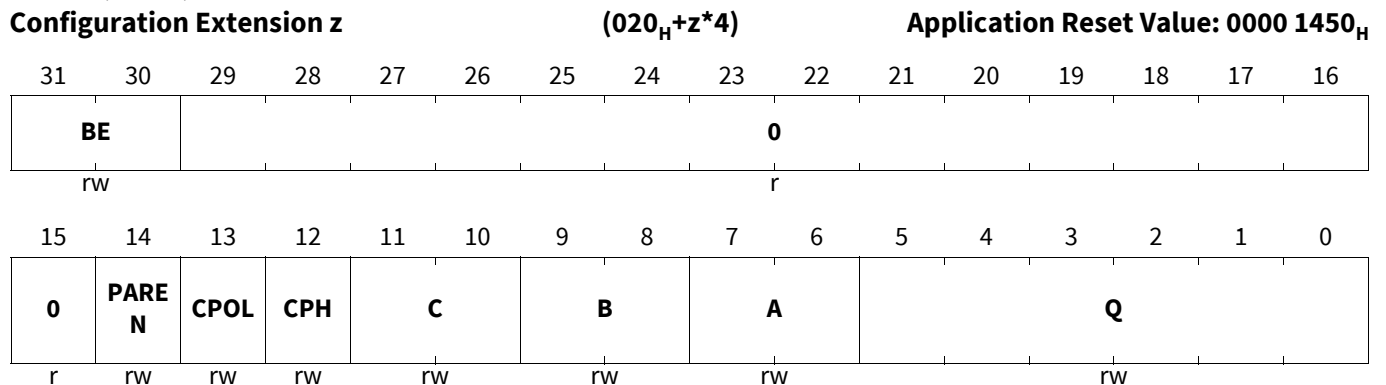 Configuration Extension z (020H+z*4) Application Reset Value: 0000 1450H
31 30 29 28 27 26 25 24 23 22 21 20 19 18 17 16
BE 0
rw r
15 14 13 12 11 10 9 8 7 6 5 4 3 2 1 0
0 PARE
N CPOL CPH C B A Q
r rw rw rw rw rw rw rw